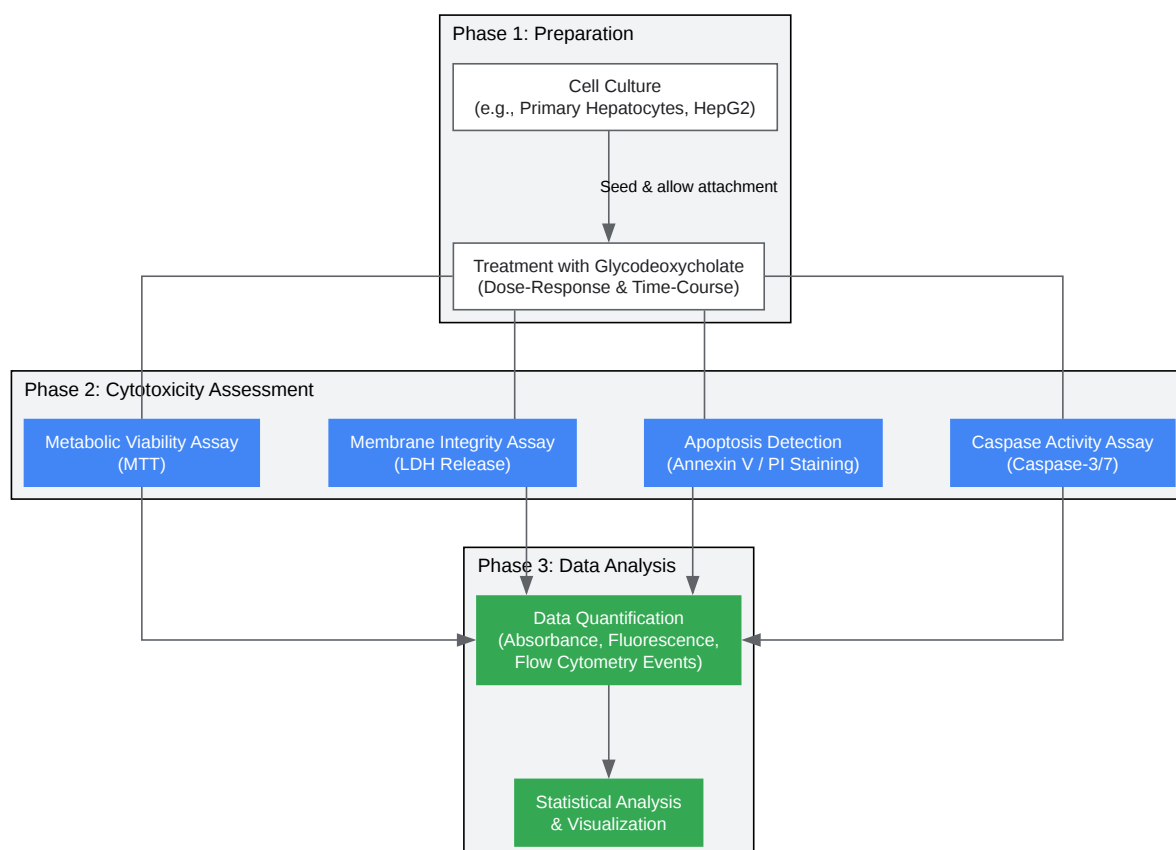 Phase 1: Preparation
Cell Culture
(e.g., Primary Hepatocytes, HepG2)
Seed & allow attachment
Treatment with Glycodeoxycholate
(Dose-Response & Time-Course)
Phase 2: Cytotoxicity Assessment
Metabolic Viability Assay
(MTT)
Membrane Integrity Assay
(LDH Release)
Apoptosis Detection
(Annexin V / PI Staining)
Caspase Activity Assay
(Caspase-3/7)
Phase 3: Data Analysis
Data Quantification
(Absorbance, Fluorescence,
Flow Cytometry Events)
Statistical Analysis
& Visualization